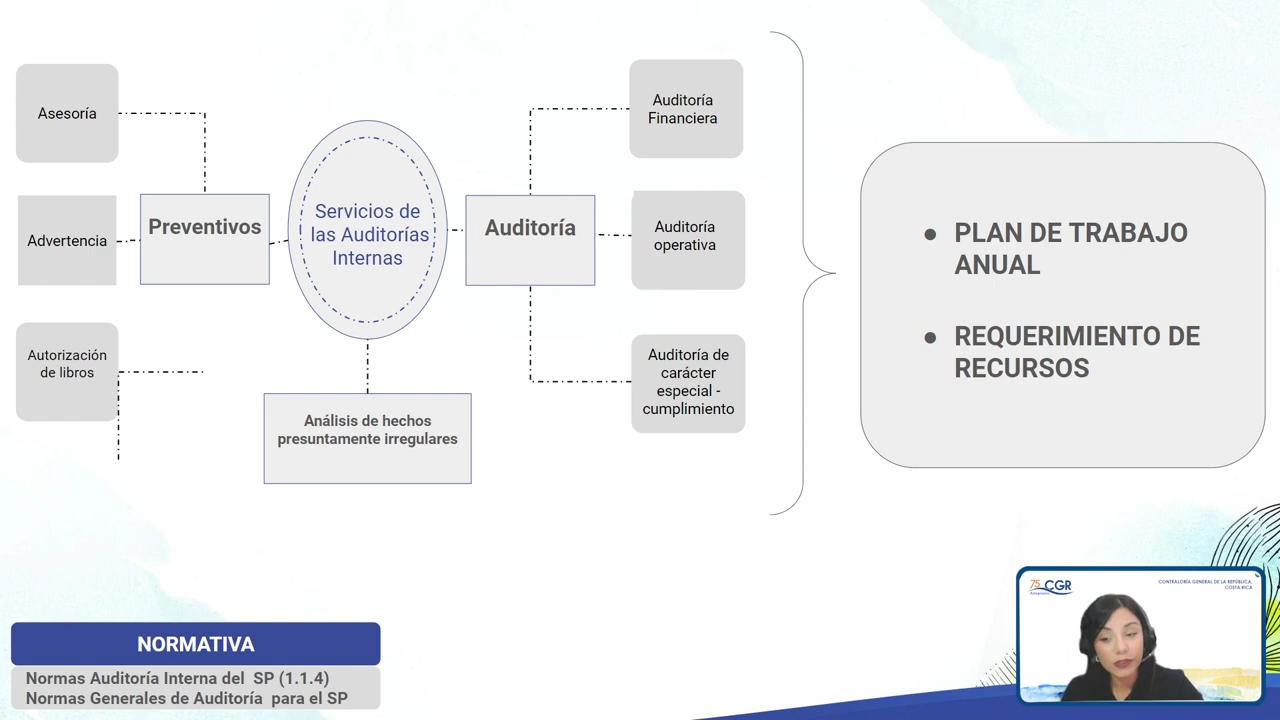 Asesoría
Advertencia
Autorización
de libros
Preventivos
Servicios de
las Auditorías
Internas
Análisis de hechos
presuntamente irregulares
Auditoría
Auditoría
Financiera
Auditoría
operativa
Auditoría de
carácter
especial -
cumplimiento
● PLAN DE TRABAJO
ANUAL
● REQUERIMIENTO DE
RECURSOS
NORMATIVA
Normas Auditoría Interna del SP (1.1.4)
Normas Generales de Auditoría para el SP
75 CGR
CONTRALORÍA GENERAL DE LA REPÚBLICA,
COSTA RICA